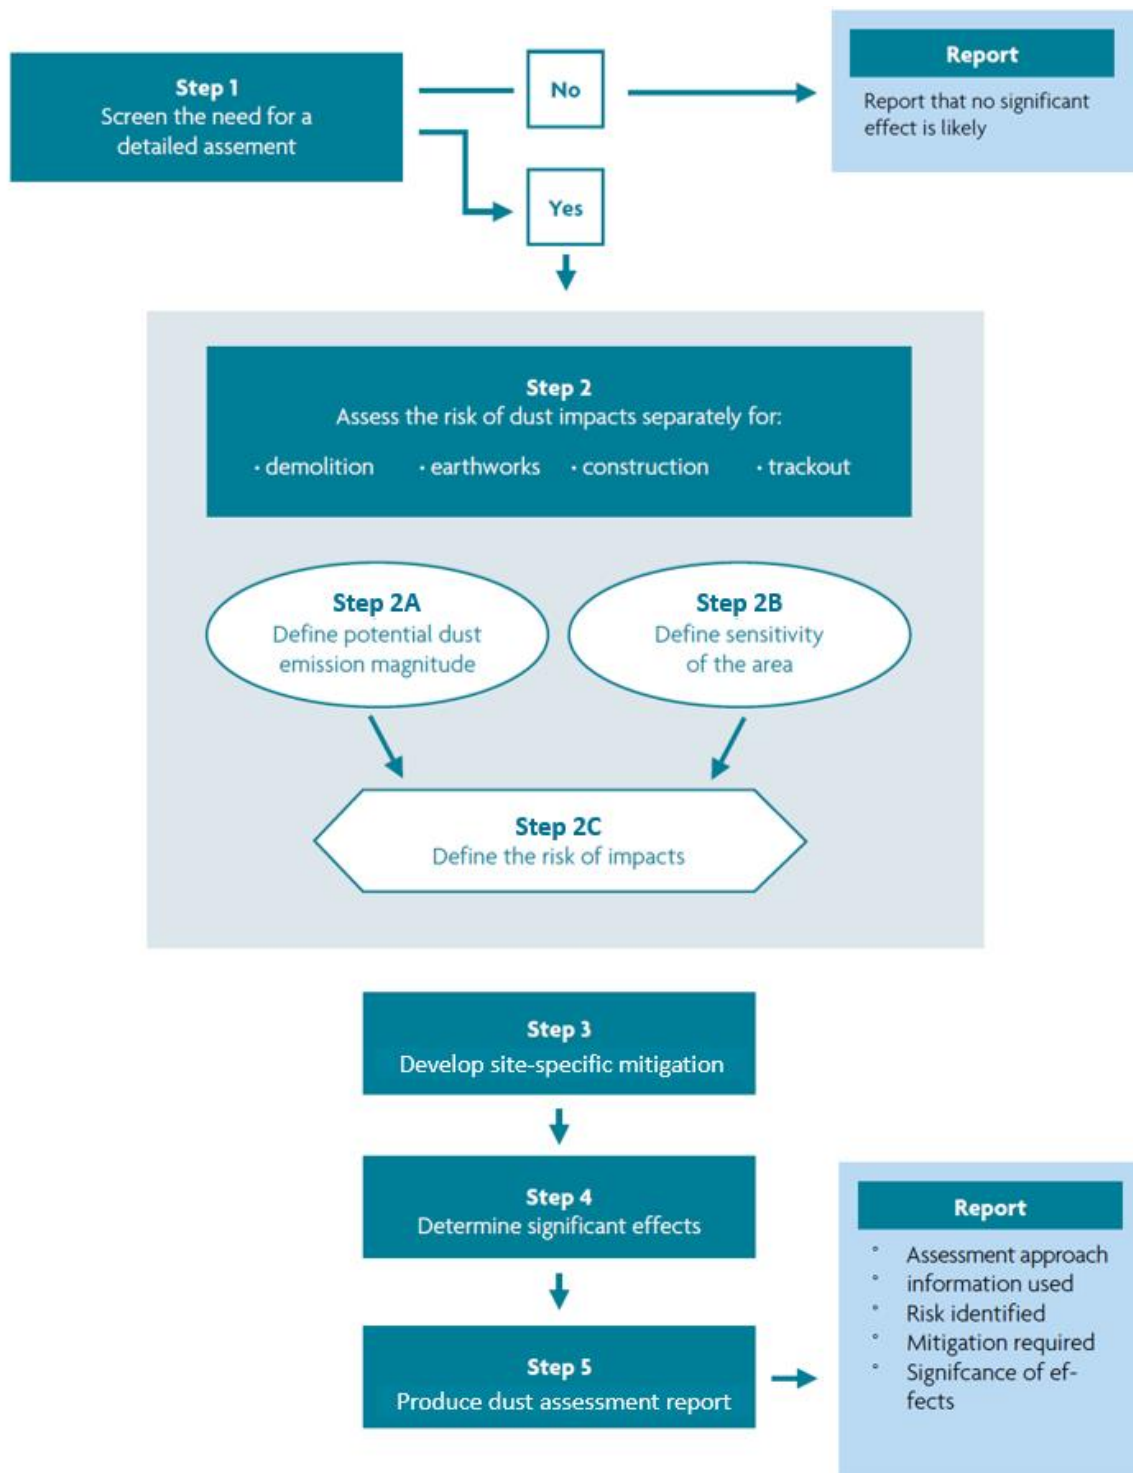 Step 1
Screen the need for a
detailed assement
No
Yes
Report
Report that no significant
effect is likely
Step 2
Assess the risk of dust impacts separately for:
· demolition · earthworks · construction · trackout
Step 2A
Define potential dust
emission magnitude
Step 2B
Define sensitivity
of the area
Step 2C
Define the risk of impacts
Step 3
Develop site-specific mitigation
Step 4
Determine significant effects
Step 5
Produce dust assessment report
Report
° Assessment approach
° information used
° Risk identified
° Mitigation required
° Signifcance of ef-
fects